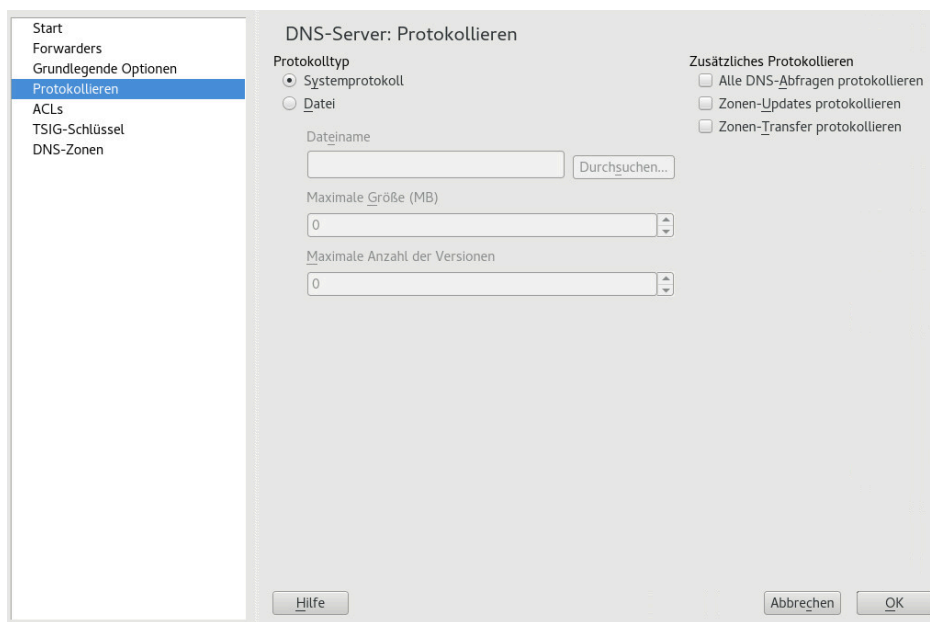 Start
Forwarders
Grundlegende Optionen
Protokollieren
ACLs
TSIG-Schlüssel
DNS-Zonen
DNS-Server: Protokollieren
Protokolltyp
Systemprotokoll
Datei
Dateiname
Durchsuchen...
Maximale Größe (MB)
0
Maximale Anzahl der Versionen
0
Zusätzliches Protokollieren
Alle DNS-Abfragen protokollieren
Zonen-Updates protokollieren
Zonen-Transfer protokollieren
Hilfe
Abbrechen
OK